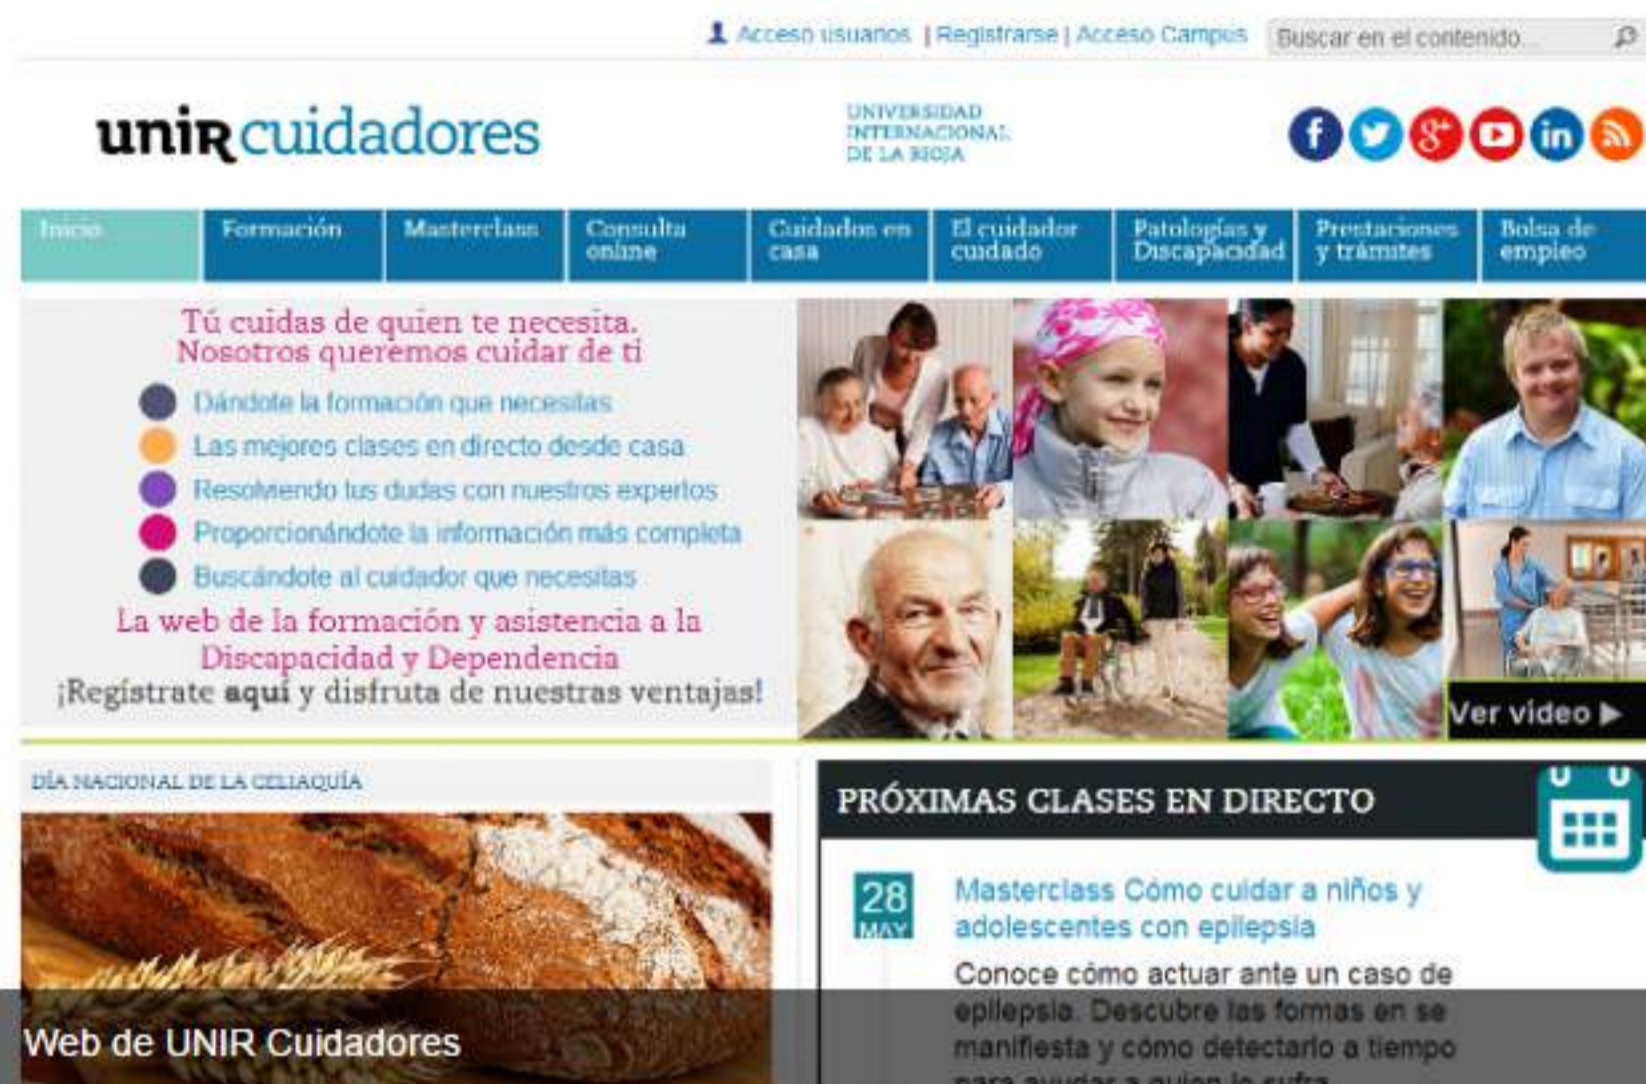 Acceso usuarios | Registrarse | Acceso Campus
Buscar en el contenido...
unir cuidadores
UNIVERSIDAD
INTERNACIONAL
DE LA RIOJA
Inicio
Formación
Masterclass
Consulta
online
Cuidados en
casa
El cuidador
cuidado
Patologías y
Discapacidad
Prestaciones
y trámites
Bolsa de
empleo
Tú cuidas de quien te necesita.
Nosotros queremos cuidar de ti
Dándote la formación que necesitas
Las mejores clases en directo desde casa
Resolviendo tus dudas con nuestros expertos
Proporcionándote la información más completa
Buscándote al cuidador que necesitas
La web de la formación y asistencia a la
Discapacidad y Dependencia
¡Regístrate aquí y disfruta de nuestras ventajas!
Ver vídeo
DÍA NACIONAL DE LA CELIAQUÍA
PRÓXIMAS CLASES EN DIRECTO
28
MAY
Masterclass Cómo cuidar a niños y
adolescentes con epilepsia
Conoce cómo actuar ante un caso de
epilepsia. Descubre las formas en se
manifiesta y cómo detectarlo a tiempo
para ayudar a quien lo sufra
Web de UNIR Cuidadores